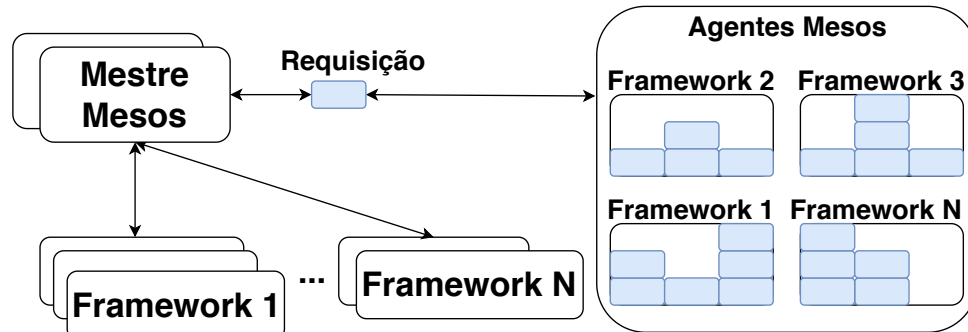 Mestre
Mesos
Requisição
Agentes Mesos
Framework 2
Framework 3
Framework 1
Framework N
Framework 1
...
Framework N